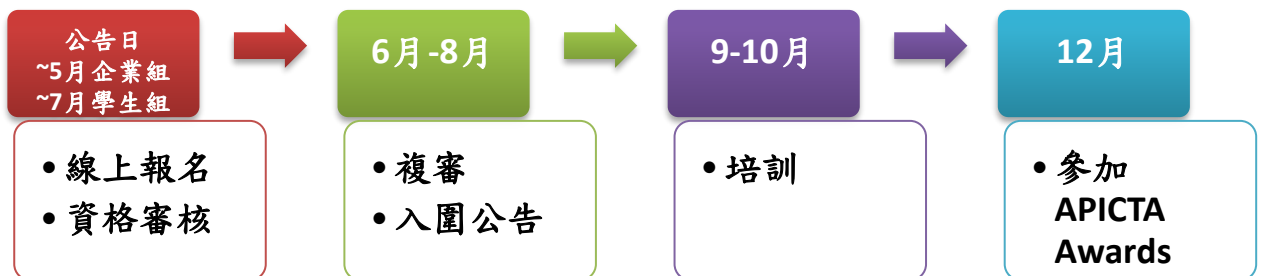 公告日
~5月企業組
~7月學生組
• 線上報名
• 資格審核
6月-8月
• 複審
• 入圍公告
9-10月
• 培訓
12月
• 參加
APICTA
Awards